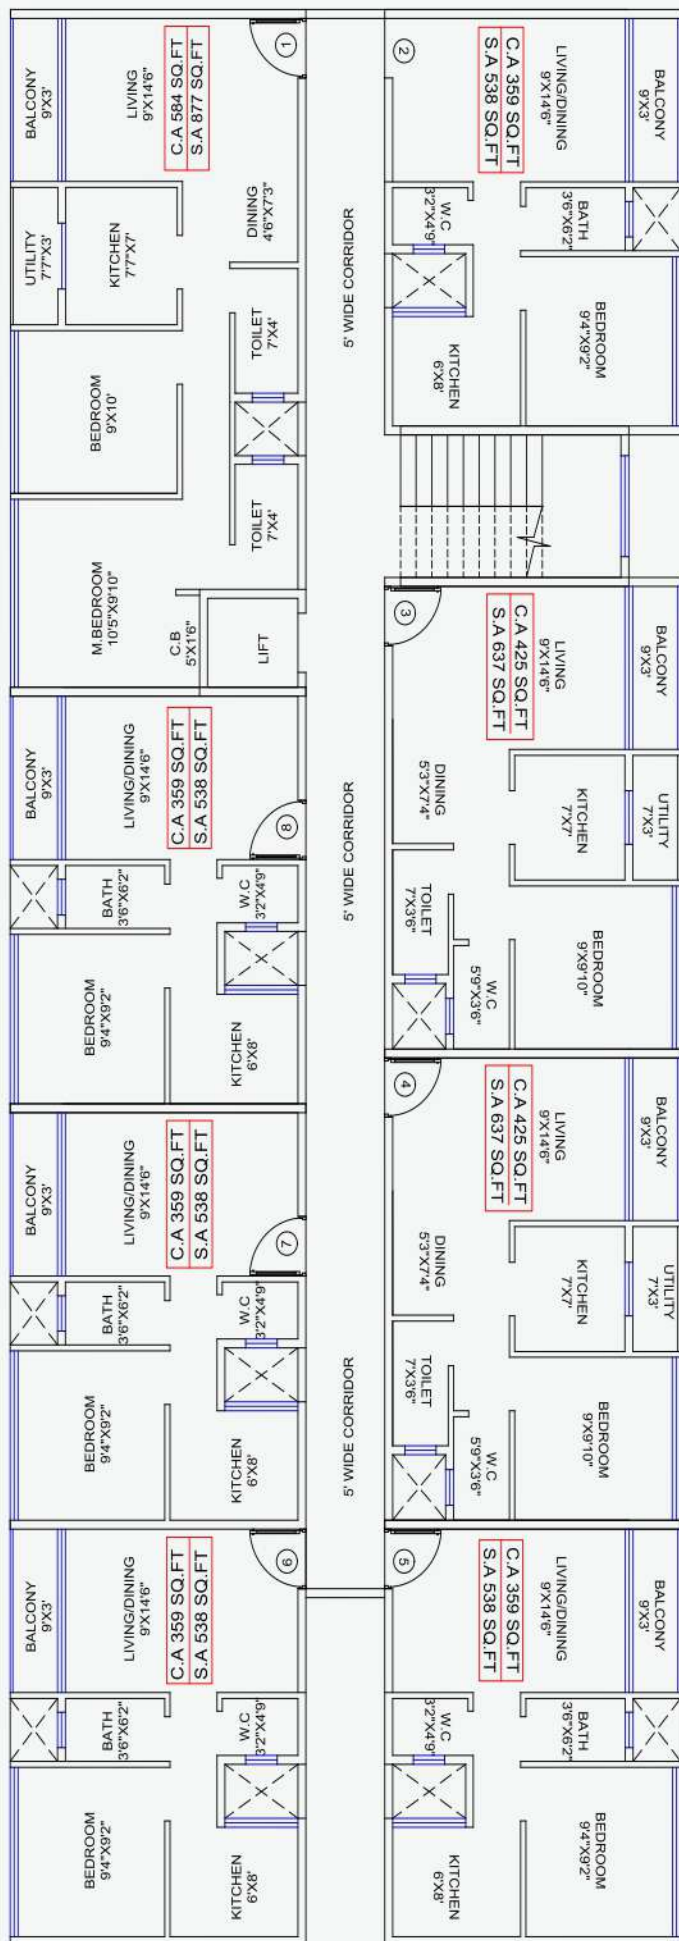 BALCONY
9'X3'
LIVING/DINING
9'X14'6"
C.A 359 SQ.FT
S.A 538 SQ.FT
2
BATH
3'6"X6'2"
W.C
3'2"X4'9"
BEDROOM
9'4"X9'2"
KITCHEN
6'X8'
BALCONY
9'X3'
LIVING
9'X14'6"
C.A 425 SQ.FT
S.A 637 SQ.FT
3
UTILITY
7'X3'
KITCHEN
7'X7'
DINING
5'3"X7'4"
BEDROOM
9'X9'10"
W.C
5'9"X3'6"
TOILET
7'X3'6"
BALCONY
9'X3'
LIVING
9'X14'6"
C.A 425 SQ.FT
S.A 637 SQ.FT
4
UTILITY
7'X3'
KITCHEN
7'X7'
DINING
5'3"X7'4"
BEDROOM
9'X9'10"
W.C
5'9"X3'6"
TOILET
7'X3'6"
BALCONY
9'X3'
LIVING/DINING
9'X14'6"
C.A 359 SQ.FT
S.A 538 SQ.FT
5
BATH
3'6"X6'2"
W.C
3'2"X4'9"
BEDROOM
9'4"X9'2"
KITCHEN
6'X8'
5' WIDE CORRIDOR
5' WIDE CORRIDOR
5' WIDE CORRIDOR
1
S.A 877 SQ.FT
C.A 584 SQ.FT
LIVING
9'X14'6"
BALCONY
9'X3'
DINING
4'6"X7'3"
KITCHEN
7'7"X7'
UTILITY
7'7"X3'
TOILET
7'X4'
BEDROOM
9'X10'
TOILET
7'X4'
LIFT
C.B
5'X1'6"
M.BEDROOM
10'5"X9'10"
8
S.A 538 SQ.FT
C.A 359 SQ.FT
LIVING/DINING
9'X14'6"
BALCONY
9'X3'
W.C
3'2"X4'9"
BATH
3'6"X6'2"
KITCHEN
6'X8'
BEDROOM
9'4"X9'2"
7
S.A 538 SQ.FT
C.A 359 SQ.FT
LIVING/DINING
9'X14'6"
BALCONY
9'X3'
W.C
3'2"X4'9"
BATH
3'6"X6'2"
KITCHEN
6'X8'
BEDROOM
9'4"X9'2"
6
S.A 538 SQ.FT
C.A 359 SQ.FT
LIVING/DINING
9'X14'6"
BALCONY
9'X3'
W.C
3'2"X4'9"
BATH
3'6"X6'2"
KITCHEN
6'X8'
BEDROOM
9'4"X9'2"